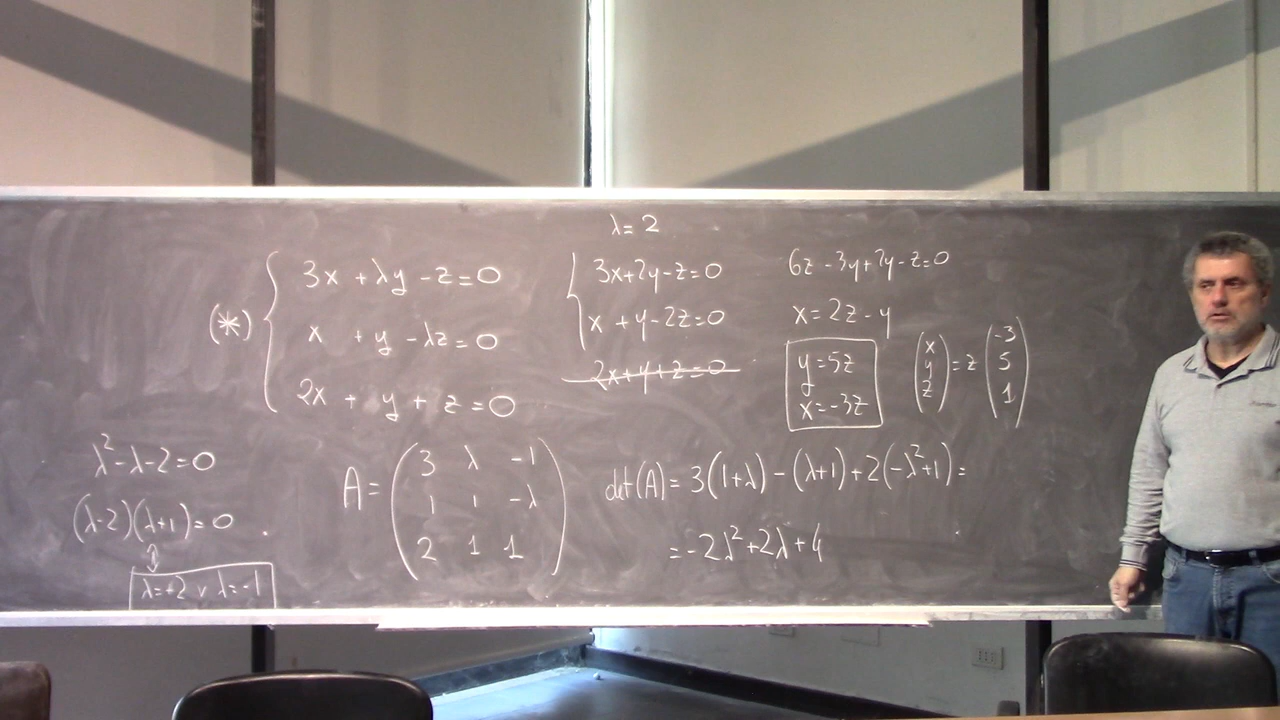 λ=2
(*)
3x + λy - z = 0
x + y - λz = 0
2x + y + z = 0
3x+2y-z=0
x + y - 2z=0
2x+y+z=0
6z - 3y + 2y - z = 0
x = 2z - y
y = 5z
x = -3z
(x y z) = z (-3 5 1)
λ² - λ - 2 = 0
(λ-2)(λ+1) = 0
λ=+2 ∨ λ=-1
A = (3 λ -1
1 1 -λ
2 1 1)
det(A) = 3(1+λ) - (λ+1) + 2(-λ²+1) =
= -2λ² + 2λ + 4